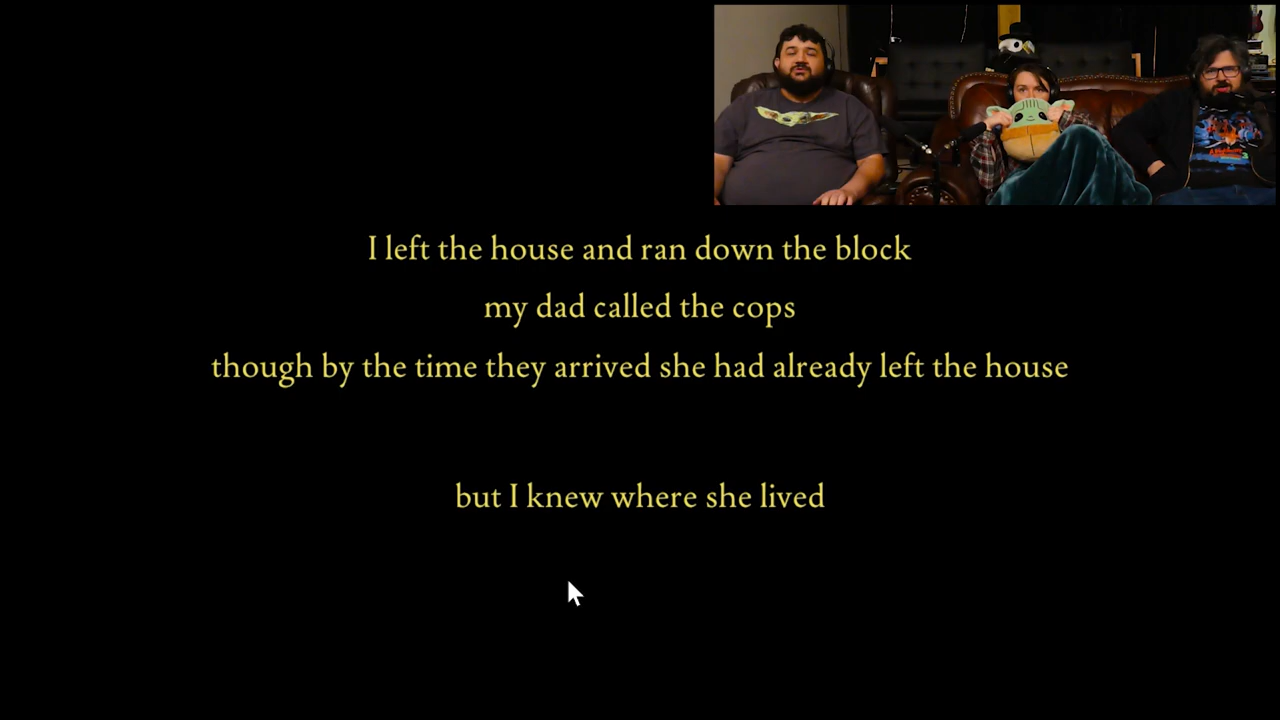 I left the house and ran down the block
my dad called the cops
though by the time they arrived she had already left the house
but I knew where she lived